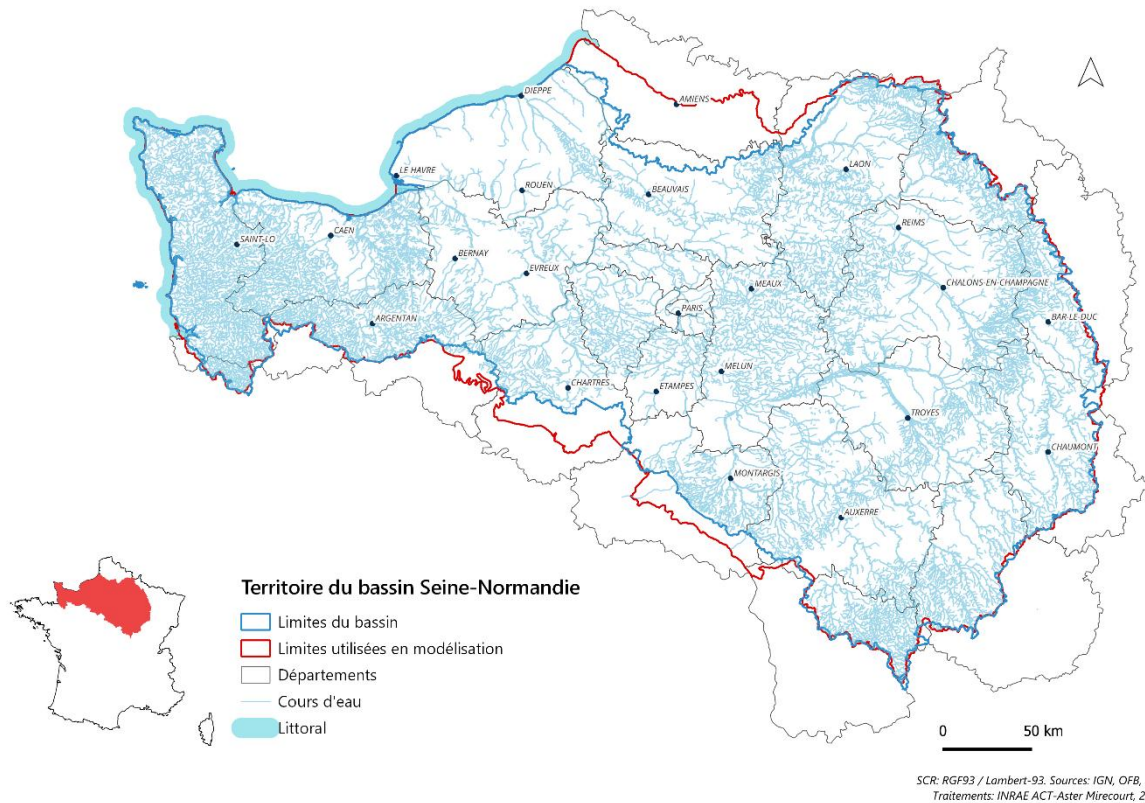 AMIENS
DIEPPE
LE HAVRE
ROUEN
BEAUVAIS
LAON
REIMS
SAINT-LO
CAEN
BERNAY
EVREUX
MEAUX
CHALONS-EN-CHAMPAGNE
PARIS
BAR-LE-DUC
ARGENTAN
CHARTRES
ETAMPES
MELUN
TROYES
CHAUMONT
MONTARGIS
AUXERRE
Territoire du bassin Seine-Normandie
Limites du bassin
Limites utilisées en modélisation
Départements
Cours d'eau
Littoral
0 50 km
SCR: RGF93 / Lambert-93. Sources: IGN, OFB,
Traitements: INRAE ACT-Aster Mirecourt, 2